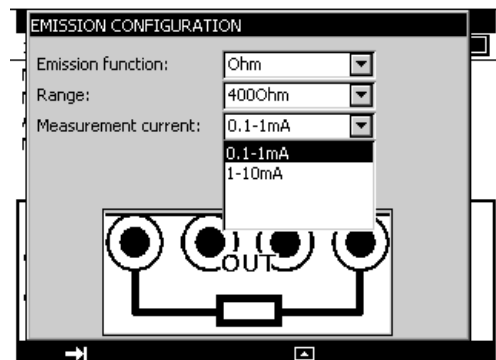 EMISSION CONFIGURATION
Emission function: Ohm
Range: 400Ohm
Measurement current: 0.1-1mA
0.1-1mA
1-10mA
OUT